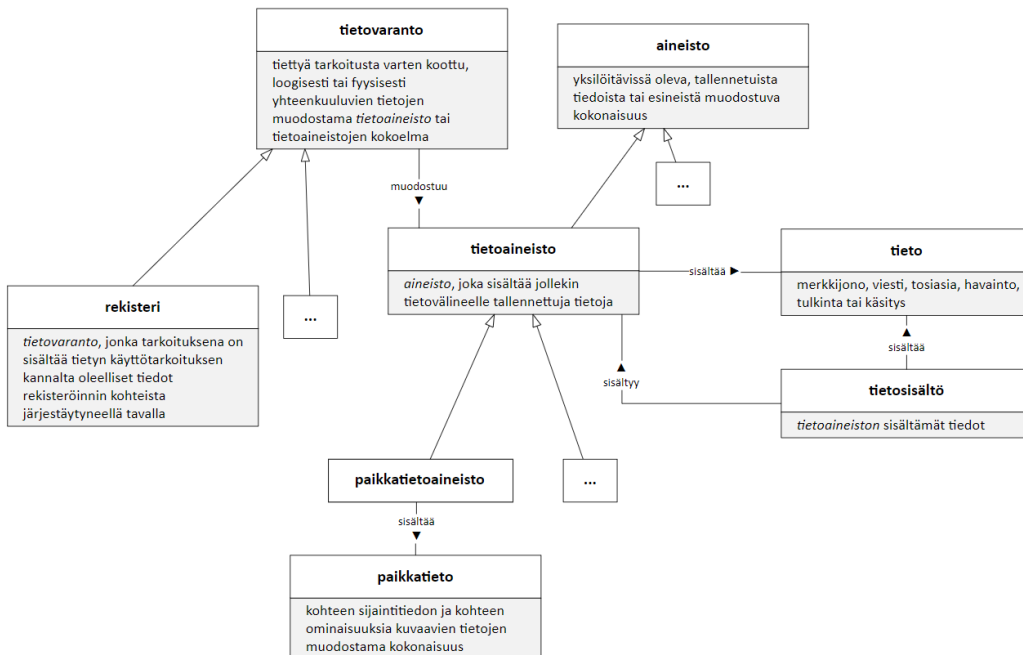 tietovaranto
tiettyä tarkoitusta varten koottu,
loogisesti tai fyysisesti
yhteenkuuluvien tietojen
muodostama tietoaineisto tai
tietoaineistojen kokoelma
aineisto
yksilöitävissä oleva, tallennetuista
tiedoista tai esineistä muodostuva
kokonaisuus
...
muodostuu
tietoaineisto
aineisto, joka sisältää jollekin
tietovälineelle tallennettuja tietoja
sisältää
tieto
merkkijono, viesti, tosiasia, havainto,
tulkinta tai käsitys
rekisteri
tietovaranto, jonka tarkoituksena on
sisältää tietyn käyttötarkoituksen
kannalta oleelliset tiedot
rekisteröinnin kohteista
järjestäytyneellä tavalla
...
sisältää
sisältyy
tietosisältö
tietoaineiston sisältämät tiedot
paikkatietoaineisto
...
sisältää
paikkatieto
kohteen sijaintitiedon ja kohteen
ominaisuuksia kuvaavien tietojen
muodostama kokonaisuus